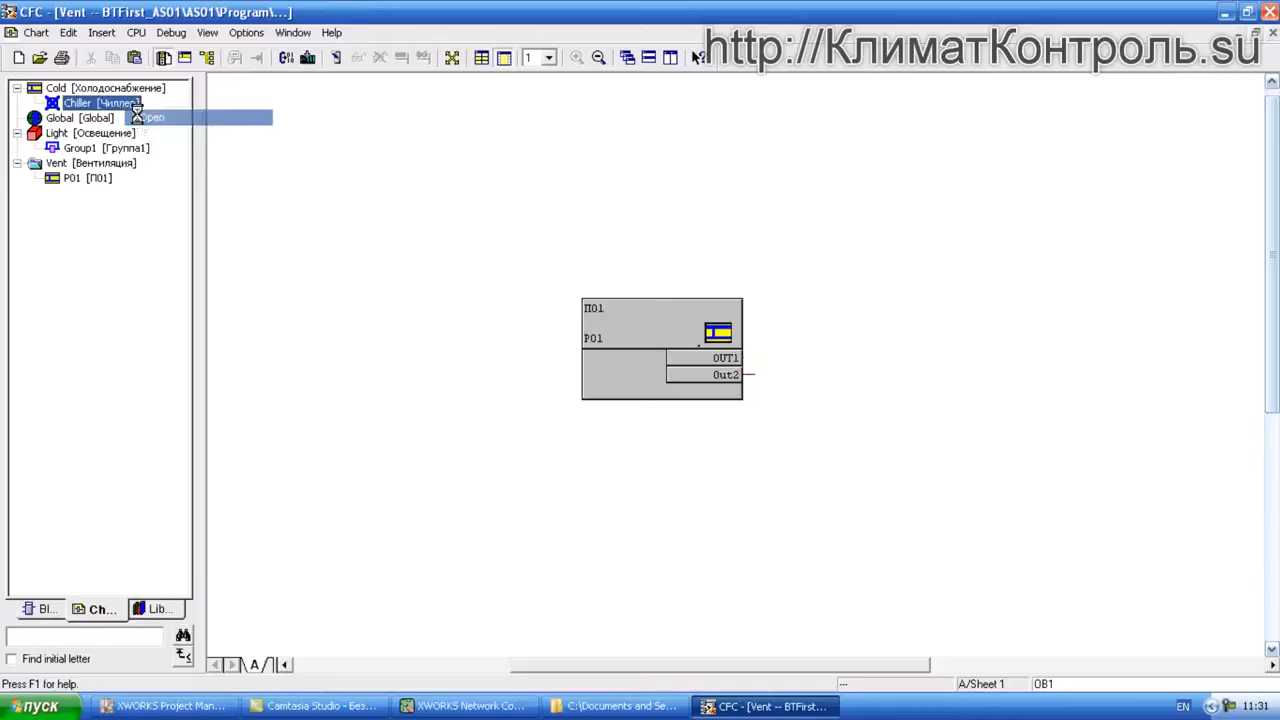 CFC - [Vent -- BTFirst_AS01\AS01\Program\...]
Chart Edit Insert CPU Debug View Options Window Help
http://КлиматКонтроль.su
1
Cold [Холодоснабжение]
Chiller [Чиллер]
Open
Global [Global]
Light [Освещение]
Group1 [Группа1]
Vent [Вентиляция]
P01 [П01]
П01
P01
OUT1
Out2
Bl... Ch... Lib...
Find initial letter
A
Press F1 for help.
--- A/Sheet 1 OB1
пуск XWORKS Project Man... Camtasia Studio - Без... XWORKS Network Co... C:\Documents and Se... CFC - [Vent -- BTFirst... EN 11:31